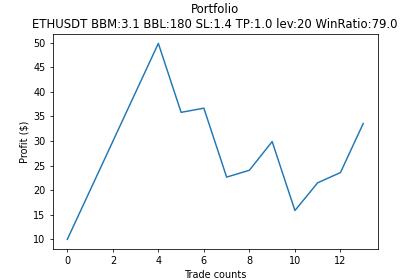 Portfolio
ETHUSDT BBM:3.1 BBL:180 SL:1.4 TP:1.0 lev:20 WinRatio:79.0
50
45
40
35
30
25
20
15
10
Profit ($)
0 2 4 6 8 10 12
Trade counts